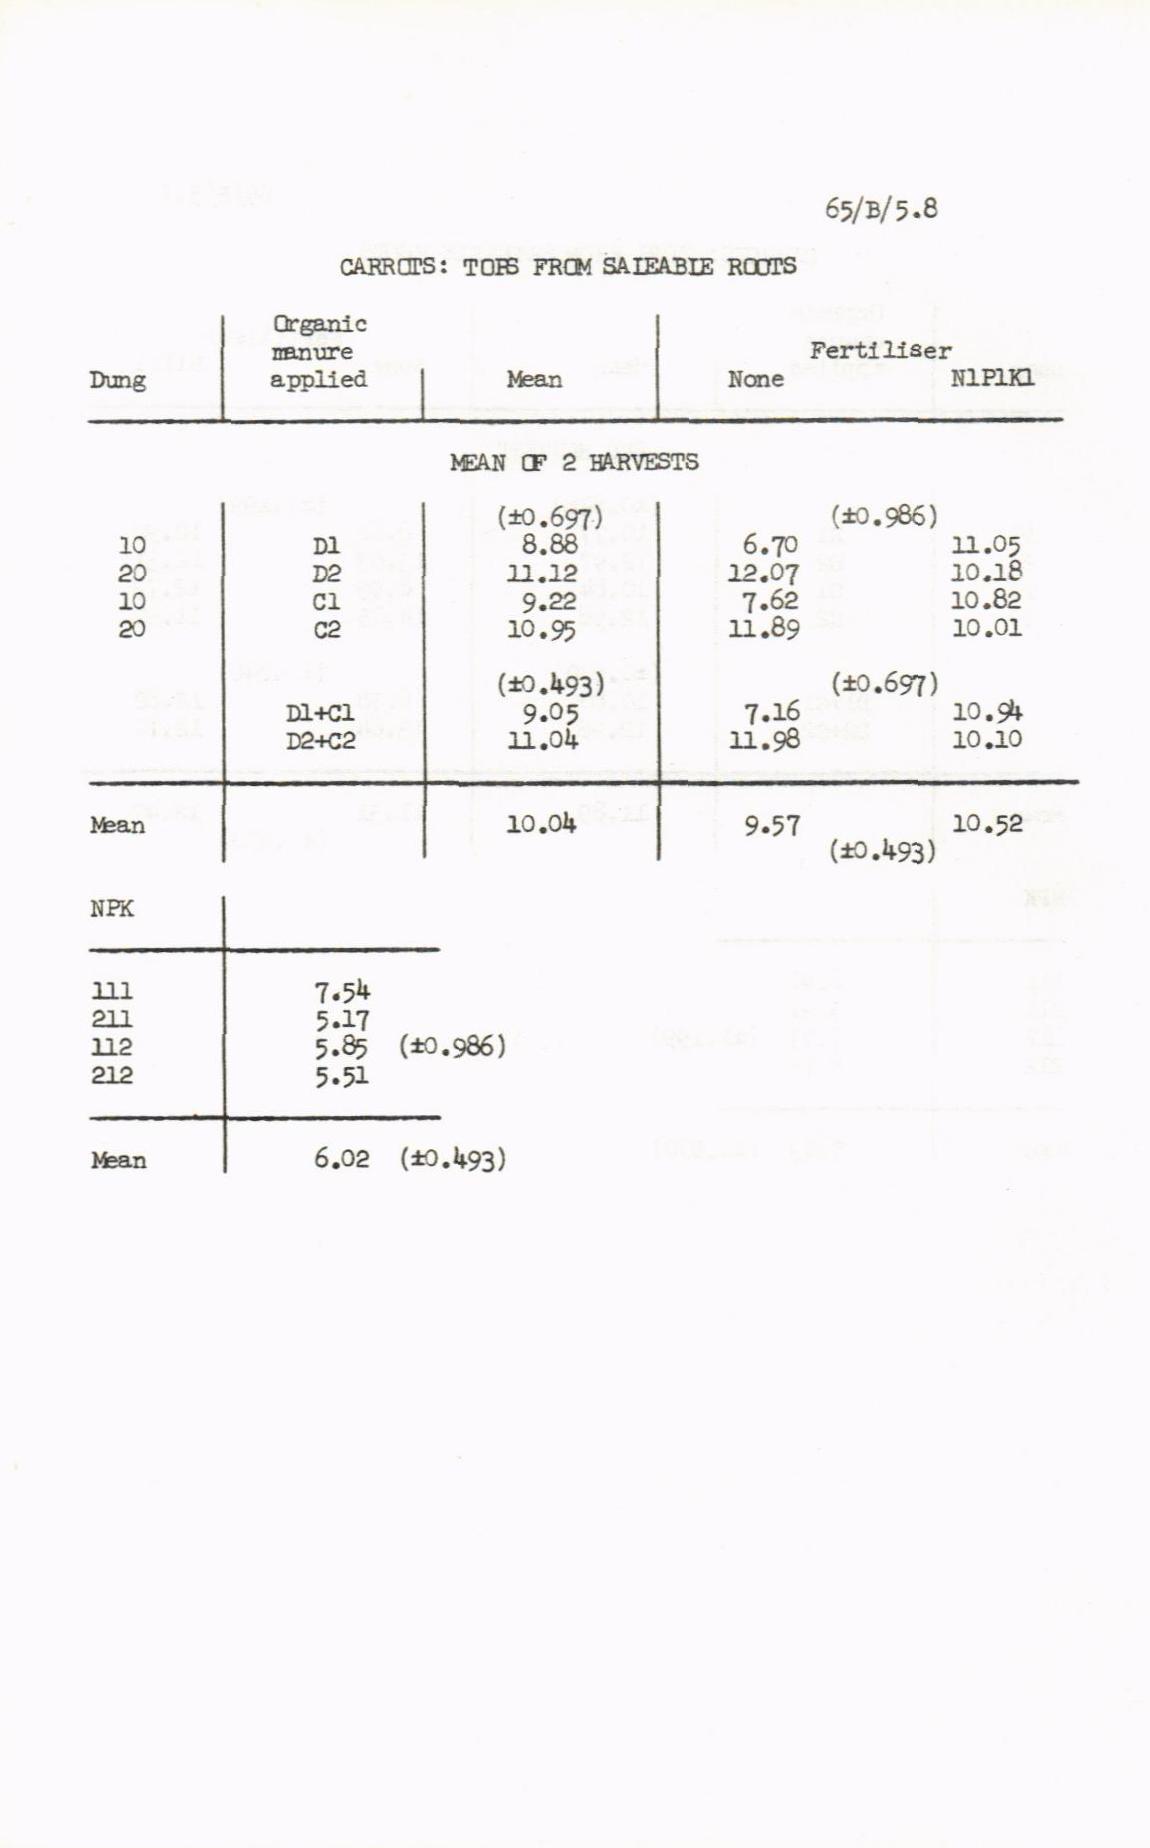 65/B/5.8
CARROTS: TOPS FROM SALEABLE ROOTS
Organic
manure Fertiliser
Dung applied Mean None N1P1K1
MEAN OF 2 HARVESTS
(±0.697) (±0.986)
10 D1 8.88 6.70 11.05
20 D2 11.12 12.07 10.18
10 C1 9.22 7.62 10.82
20 C2 10.95 11.89 10.01
(±0.493) (±0.697)
D1+C1 9.05 7.16 10.94
D2+C2 11.04 11.98 10.10
Mean 10.04 9.57 10.52
(±0.493)
NPK
111 7.54
211 5.17
112 5.85 (±0.986)
212 5.51
Mean 6.02 (±0.493)